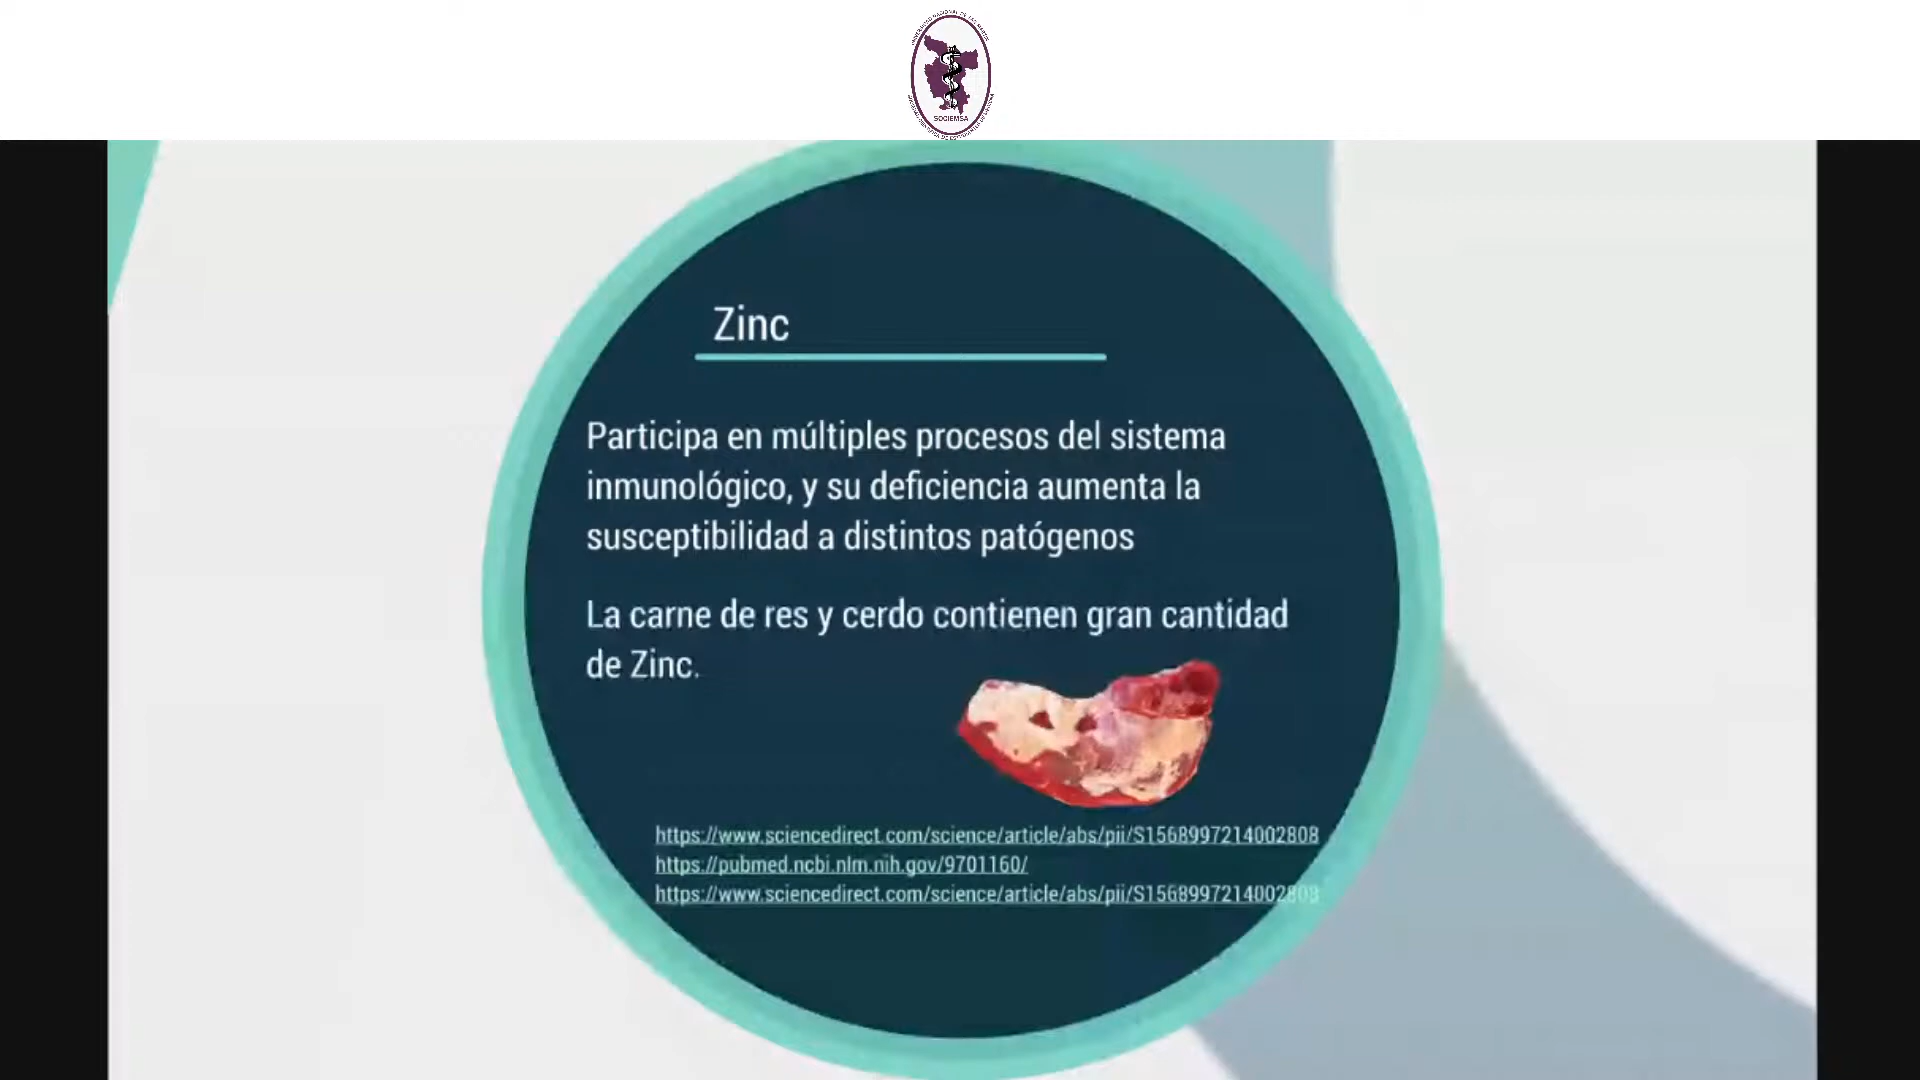 SOCIEMSA
Zinc
Participa en múltiples procesos del sistema
inmunológico, y su deficiencia aumenta la
susceptibilidad a distintos patógenos
La carne de res y cerdo contienen gran cantidad
de Zinc.
https://www.sciencedirect.com/science/article/abs/pii/S1568997214002808
https://pubmed.ncbi.nlm.nih.gov/9701160/
https://www.sciencedirect.com/science/article/abs/pii/S1568997214002808